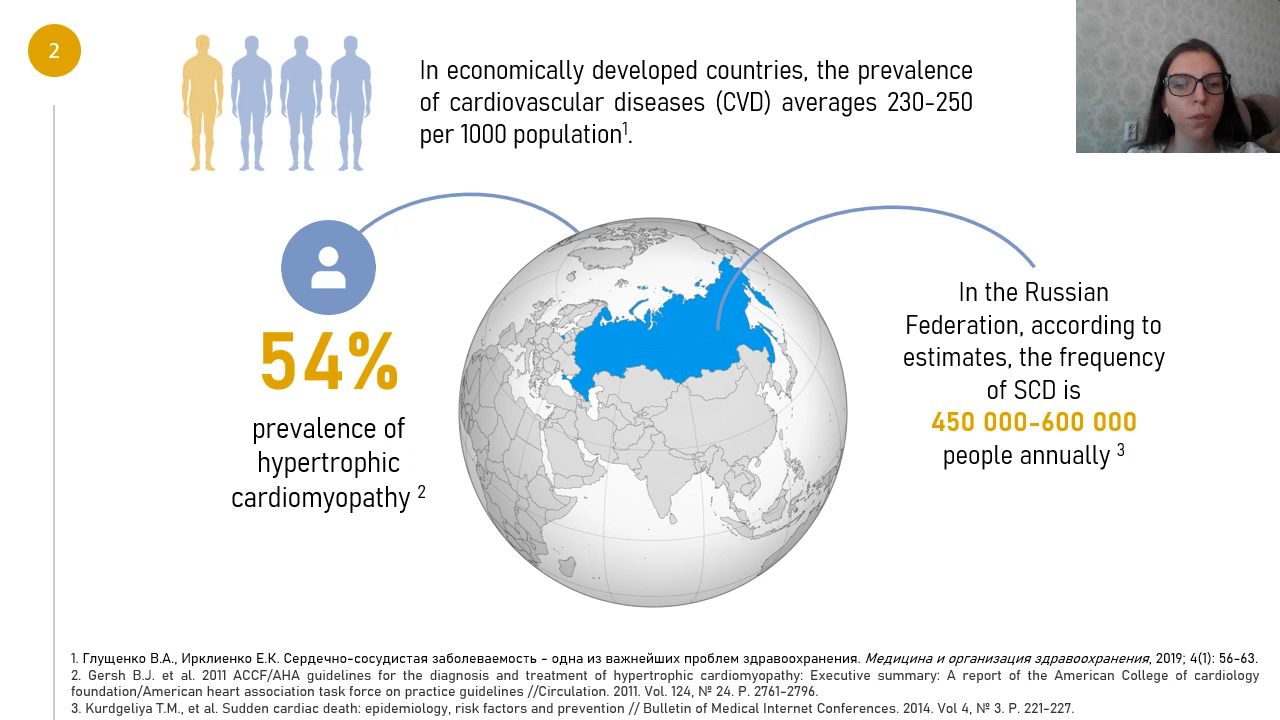 2
In economically developed countries, the prevalence
of cardiovascular diseases (CVD) averages 230-250
per 1000 population¹.
54%
prevalence of
hypertrophic
cardiomyopathy ²
In the Russian
Federation, according to
estimates, the frequency
of SCD is
450 000-600 000
people annually ³
1. Глущенко В.А., Ирклиенко Е.К. Сердечно-сосудистая заболеваемость – одна из важнейших проблем здравоохранения. Медицина и организация здравоохранения, 2019; 4(1): 56-63.
2. Gersh B.J. et al. 2011 ACCF/AHA guidelines for the diagnosis and treatment of hypertrophic cardiomyopathy: Executive summary: A report of the American College of cardiology
foundation/American heart association task force on practice guidelines //Circulation. 2011. Vol. 124, № 24. P. 2761-2796.
3. Kurdgeliya T.M., et al. Sudden cardiac death: epidemiology, risk factors and prevention // Bulletin of Medical Internet Conferences. 2014. Vol 4, № 3. P. 221-227.